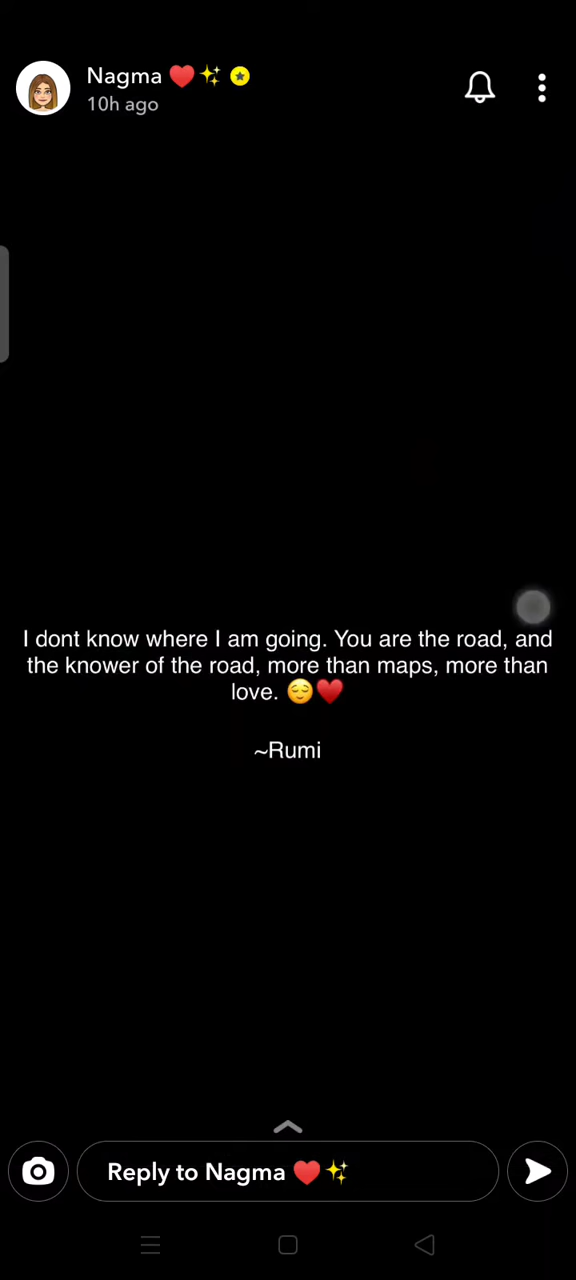 Nagma ❤️✨
10h ago
I dont know where I am going. You are the road, and
the knower of the road, more than maps, more than
love. 😌♥️
~Rumi
Reply to Nagma ❤️✨